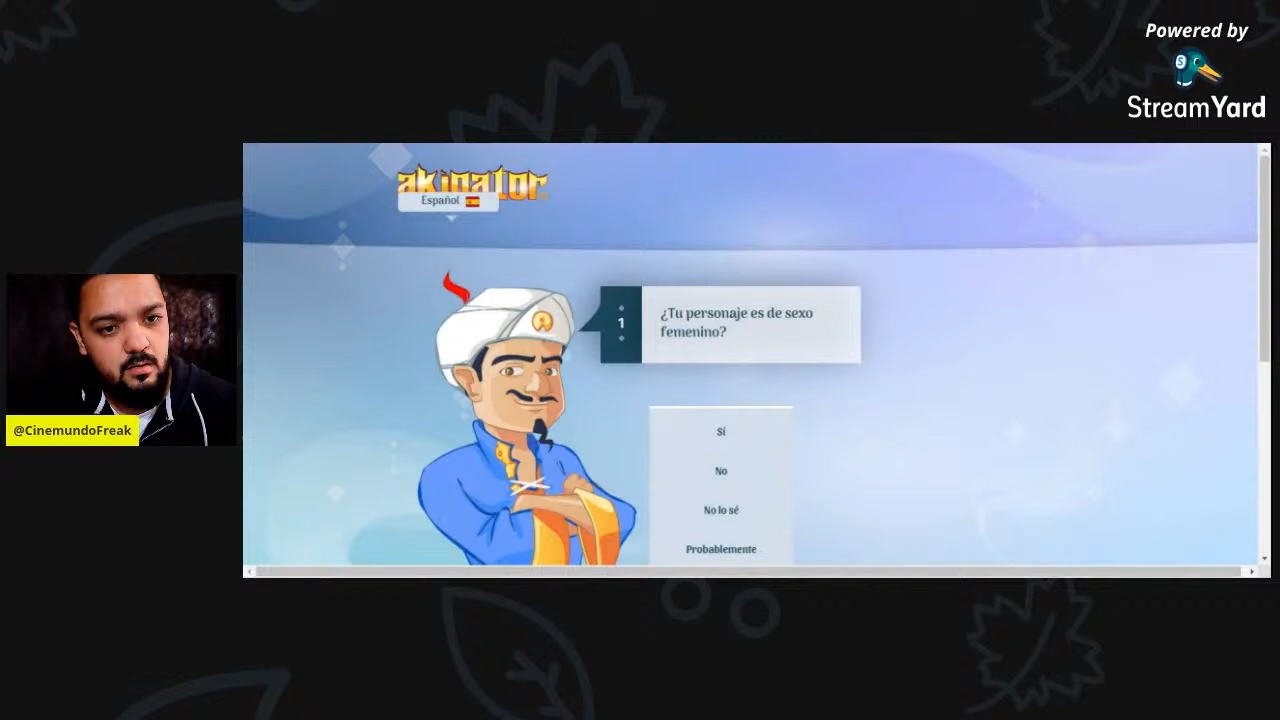 Powered by
StreamYard
akinator
Español
1
¿Tu personaje es de sexo
femenino?
Sí
No
No lo sé
Probablemente
@CinemundoFreak